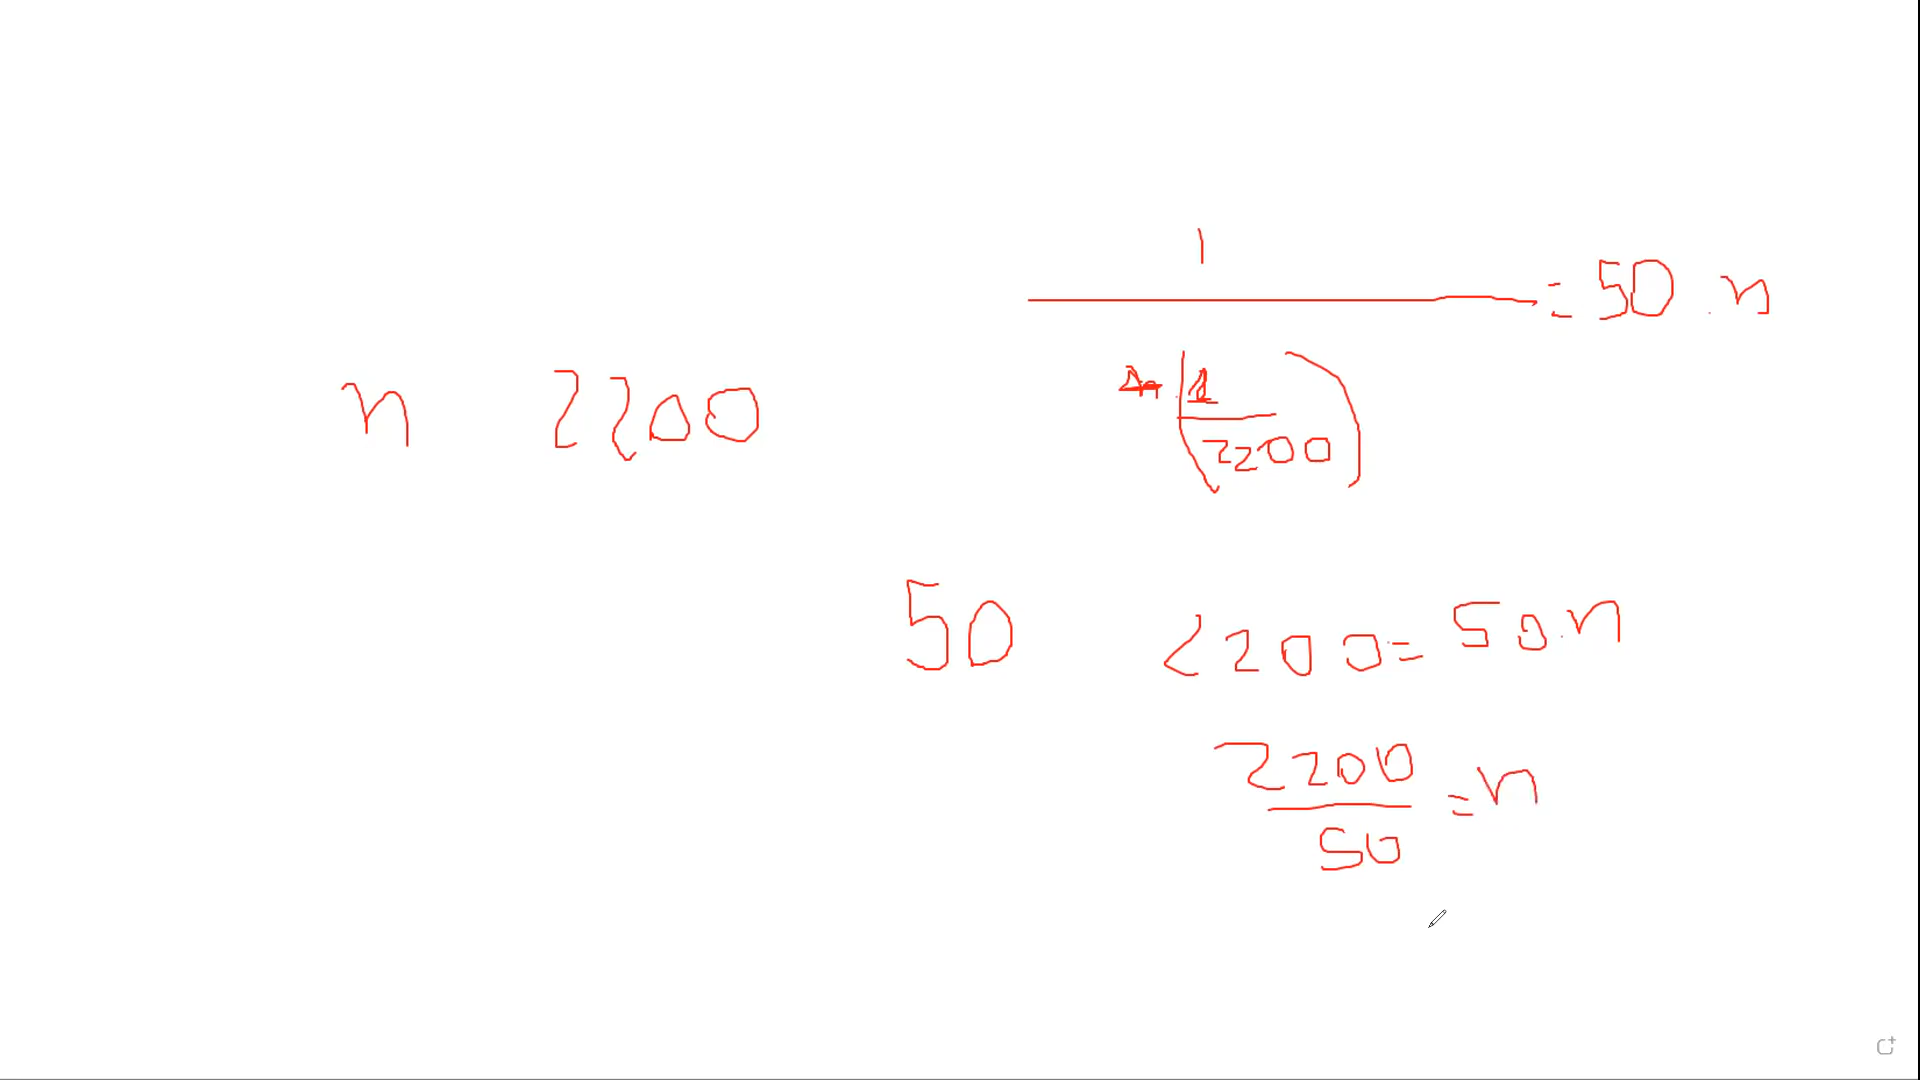 1
= 50 . n
1
2200
n 2200
50 2200 = 50.n
2200
= n
50